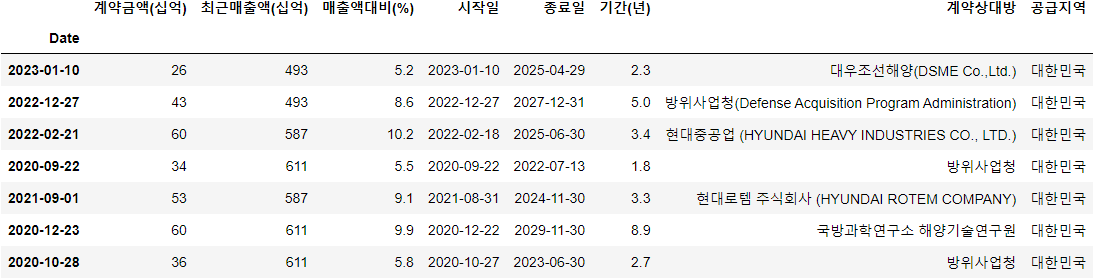 계약금액(십억) 최근매출액(십억) 매출액대비(%) 시작일 종료일 기간(년) 계약상대방 공급지역
Date
2023-01-10 26 493 5.2 2023-01-10 2025-04-29 2.3 대우조선해양(DSME Co.,Ltd.) 대한민국
2022-12-27 43 493 8.6 2022-12-27 2027-12-31 5.0 방위사업청(Defense Acquisition Program Administration) 대한민국
2022-02-21 60 587 10.2 2022-02-18 2025-06-30 3.4 현대중공업 (HYUNDAI HEAVY INDUSTRIES CO., LTD.) 대한민국
2020-09-22 34 611 5.5 2020-09-22 2022-07-13 1.8 방위사업청 대한민국
2021-09-01 53 587 9.1 2021-08-31 2024-11-30 3.3 현대로템 주식회사 (HYUNDAI ROTEM COMPANY) 대한민국
2020-12-23 60 611 9.9 2020-12-22 2029-11-30 8.9 국방과학연구소 해양기술연구원 대한민국
2020-10-28 36 611 5.8 2020-10-27 2023-06-30 2.7 방위사업청 대한민국